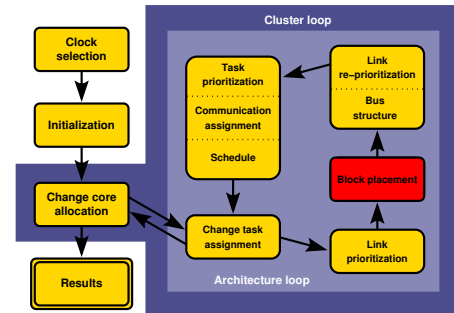 Cluster loop
Clock
selection
Initialization
Change core
allocation
Results
Task
prioritization
Communication
assignment
Schedule
Change task
assignment
Link
re-prioritization
Bus
structure
Block placement
Link
prioritization
Architecture loop